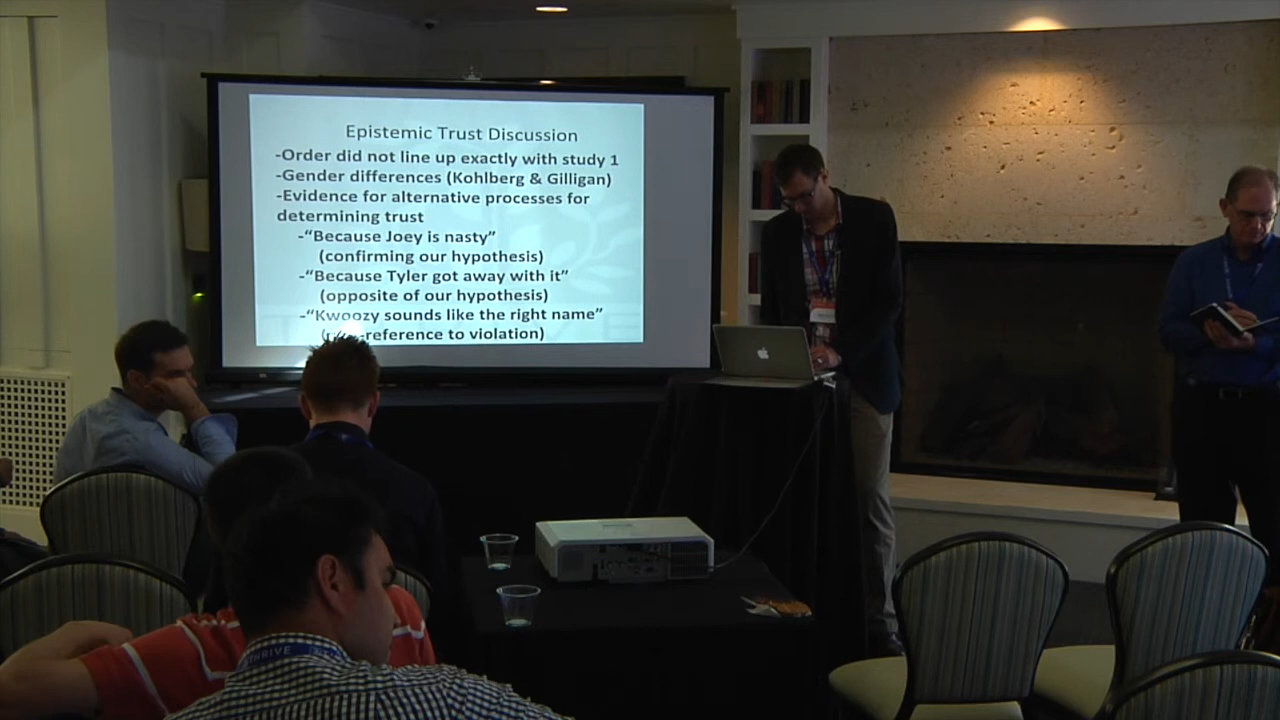 Epistemic Trust Discussion
-Order did not line up exactly with study 1
-Gender differences (Kohlberg & Gilligan)
-Evidence for alternative processes for
determining trust
-“Because Joey is nasty”
(confirming our hypothesis)
-“Because Tyler got away with it”
(opposite of our hypothesis)
-“Kwoozy sounds like the right name”
reference to violation)
THRIVE